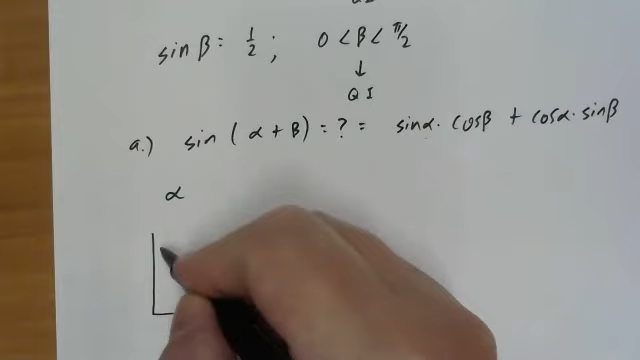 sin β = 1/2 ; 0 < β < π/2
↓
Q I
a.) sin ( α + β ) = ? = sinα · cosβ + cosα · sinβ
α